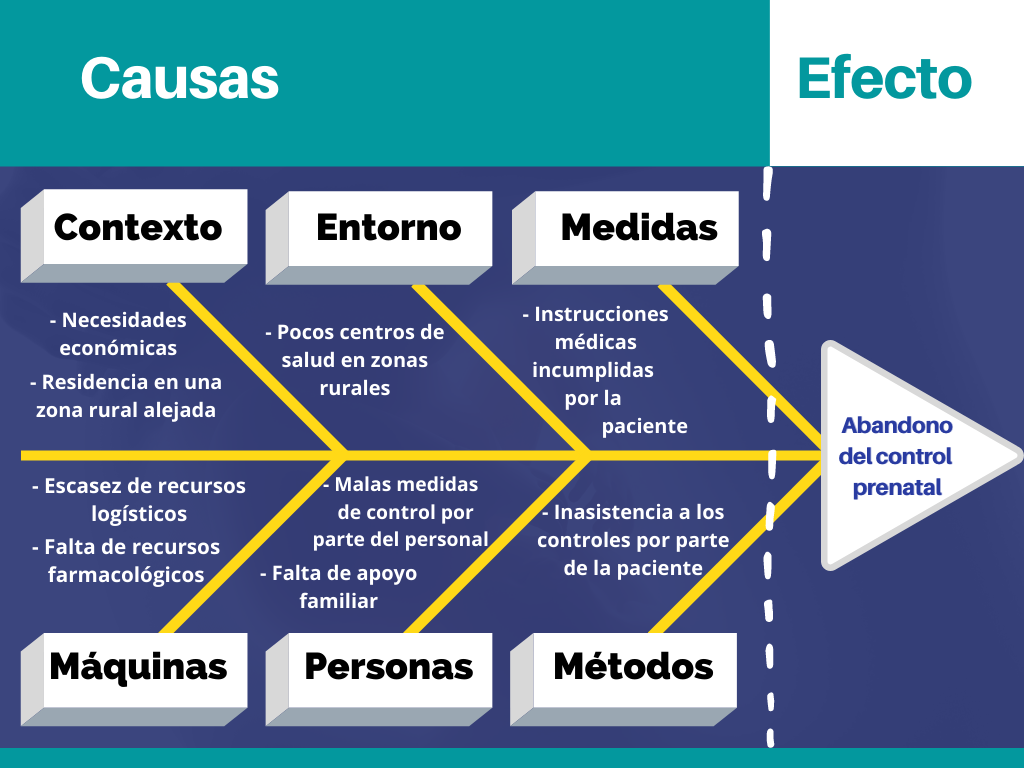 Causas
Efecto
Contexto
Entorno
Medidas
- Necesidades
económicas
- Residencia en una
zona rural alejada
- Pocos centros de
salud en zonas
rurales
- Instrucciones
médicas
incumplidas
por la
paciente
Abandono
del control
prenatal
- Escasez de recursos
logísticos
- Falta de recursos
farmacológicos
- Malas medidas
de control por
parte del personal
- Falta de apoyo
familiar
- Inasistencia a los
controles por parte
de la paciente
Máquinas
Personas
Métodos